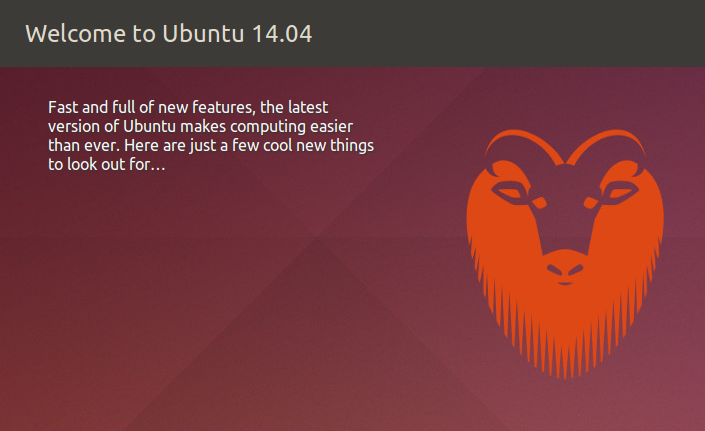 Welcome to Ubuntu 14.04
Fast and full of new features, the latest
version of Ubuntu makes computing easier
than ever. Here are just a few cool new things
to look out for…